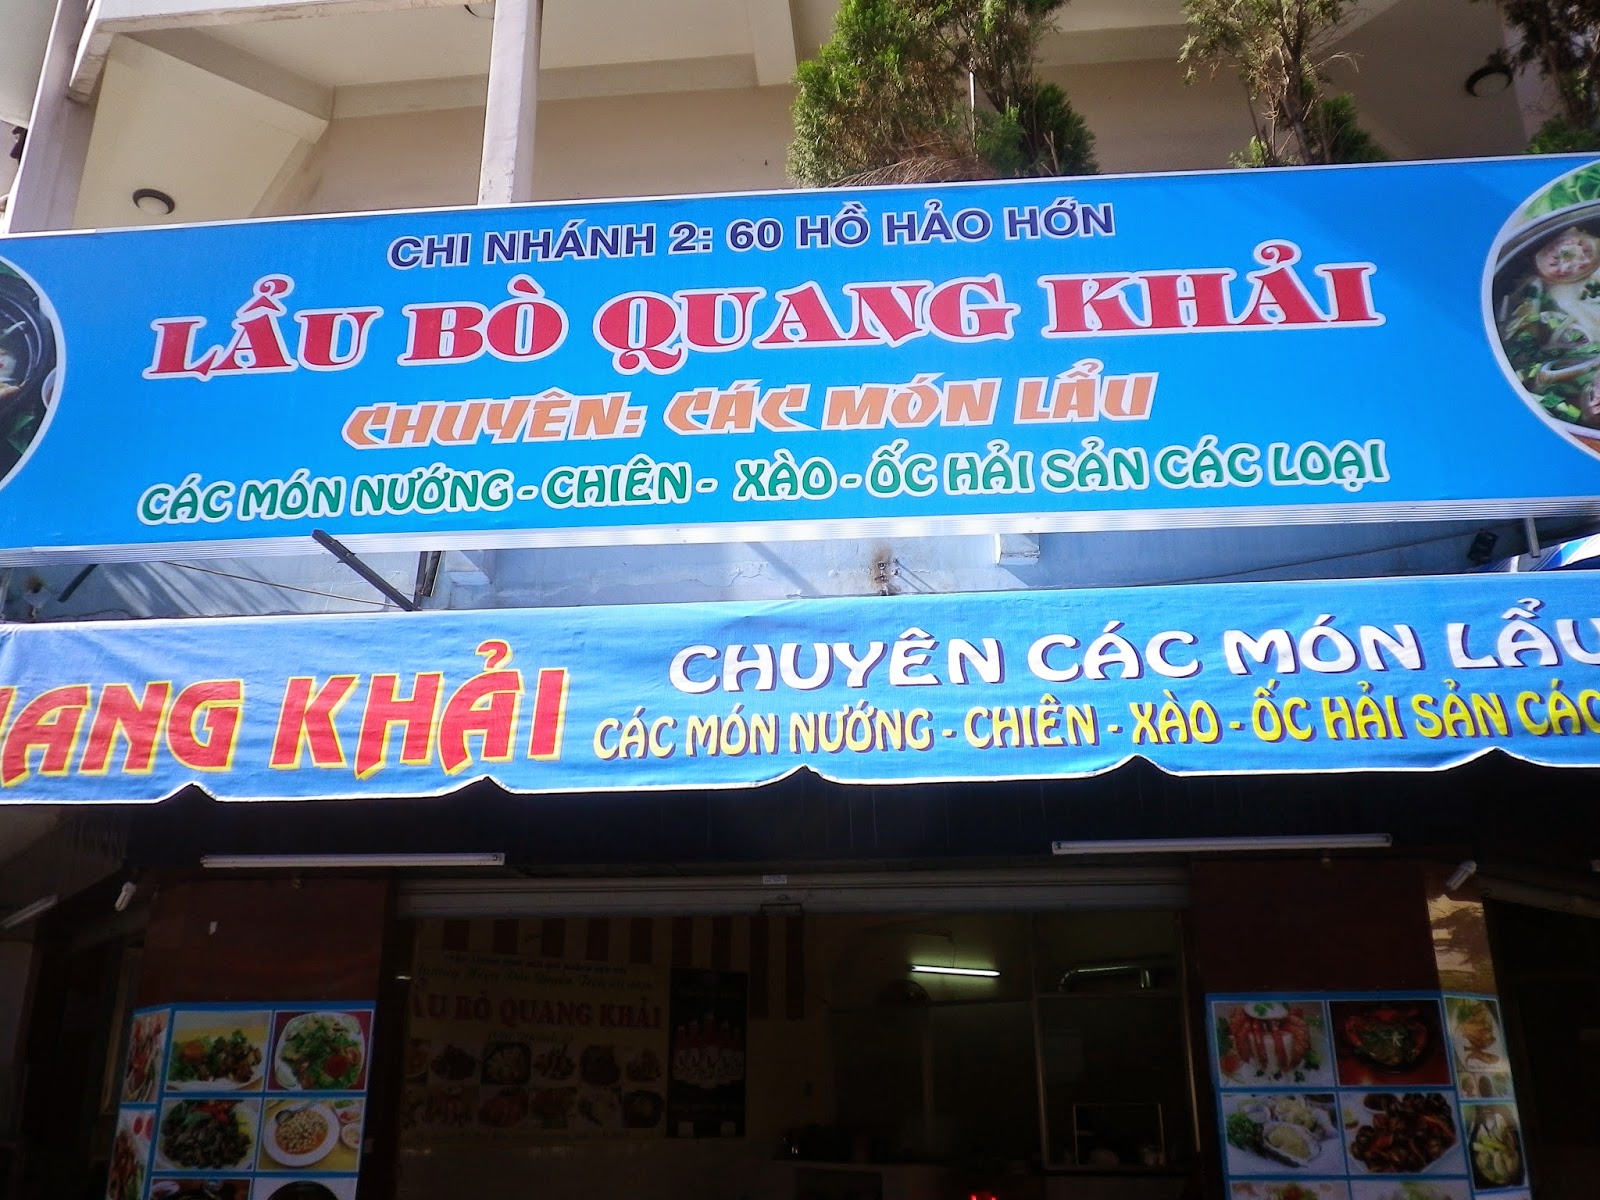 CHI NHÁNH 2: 60 HỒ HẢO HỚN
LẨU BÒ QUANG KHẢI
CHUYÊN: CÁC MÓN LẨU
CÁC MÓN NƯỚNG - CHIÊN - XÀO - ỐC HẢI SẢN CÁC LOẠI
ANG KHẢI
CHUYÊN CÁC MÓN LẨU
CÁC MÓN NƯỚNG - CHIÊN - XÀO - ỐC HẢI SẢN CÁC
ẨU BÒ QUANG KHẢI